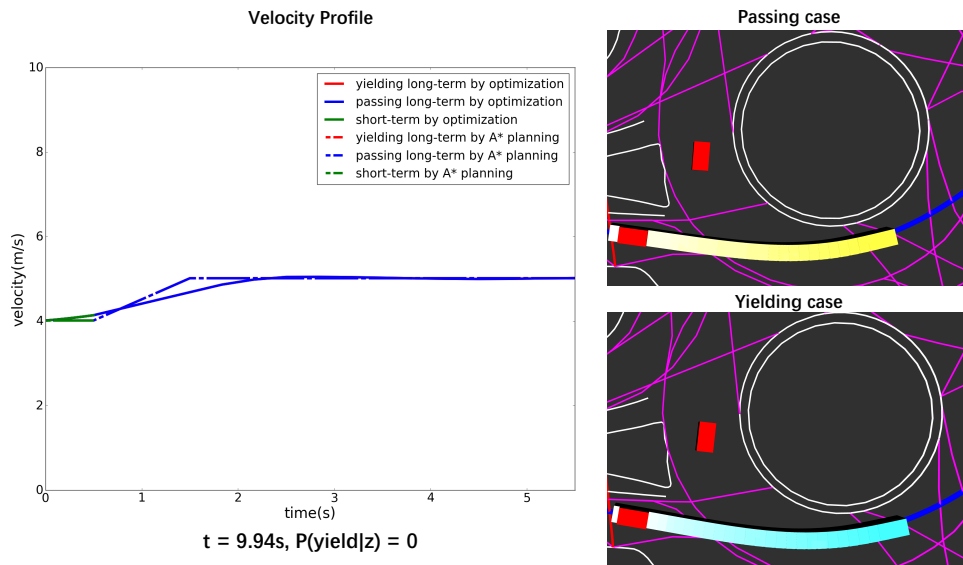 Velocity Profile
10
8
6
4
2
0
velocity(m/s)
yielding long-term by optimization
passing long-term by optimization
short-term by optimization
yielding long-term by A* planning
passing long-term by A* planning
short-term by A* planning
0 1 2 3 4 5
time(s)
t = 9.94s, P(yield|z) = 0
Passing case
Yielding case